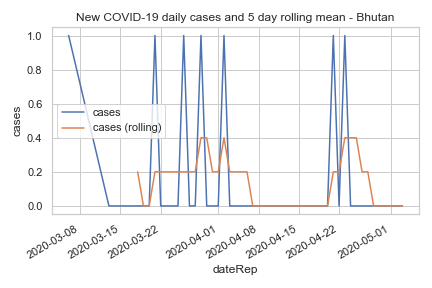 New COVID-19 daily cases and 5 day rolling mean - Bhutan
1.0
0.8
0.6
0.4
0.2
0.0
cases
cases
cases (rolling)
2020-03-08
2020-03-15
2020-03-22
2020-04-01
2020-04-08
2020-04-15
2020-04-22
2020-05-01
dateRep